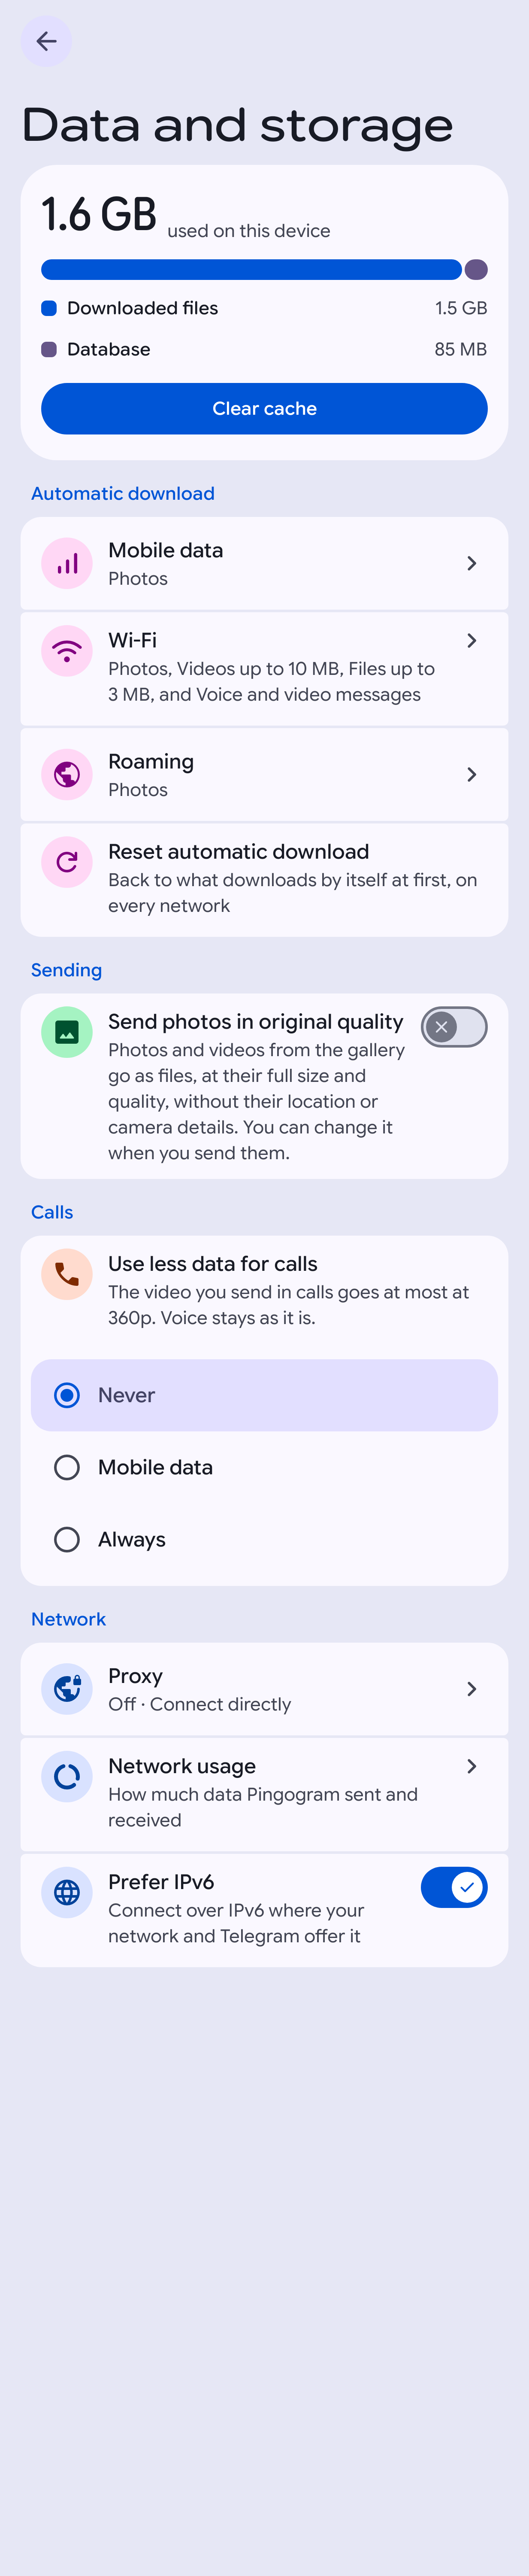 Data and storage
1.6 GB used on this device
Downloaded files 1.5 GB
Database 85 MB
Clear cache
Automatic download
Mobile data
Photos
Wi-Fi
Photos, Videos up to 10 MB, Files up to
3 MB, and Voice and video messages
Roaming
Photos
Reset automatic download
Back to what downloads by itself at first, on
every network
Sending
Send photos in original quality
Photos and videos from the gallery
go as files, at their full size and
quality, without their location or
camera details. You can change it
when you send them.
Calls
Use less data for calls
The video you send in calls goes at most at
360p. Voice stays as it is.
Never
Mobile data
Always
Network
Proxy
Off · Connect directly
Network usage
How much data Pingogram sent and
received
Prefer IPv6
Connect over IPv6 where your
network and Telegram offer it